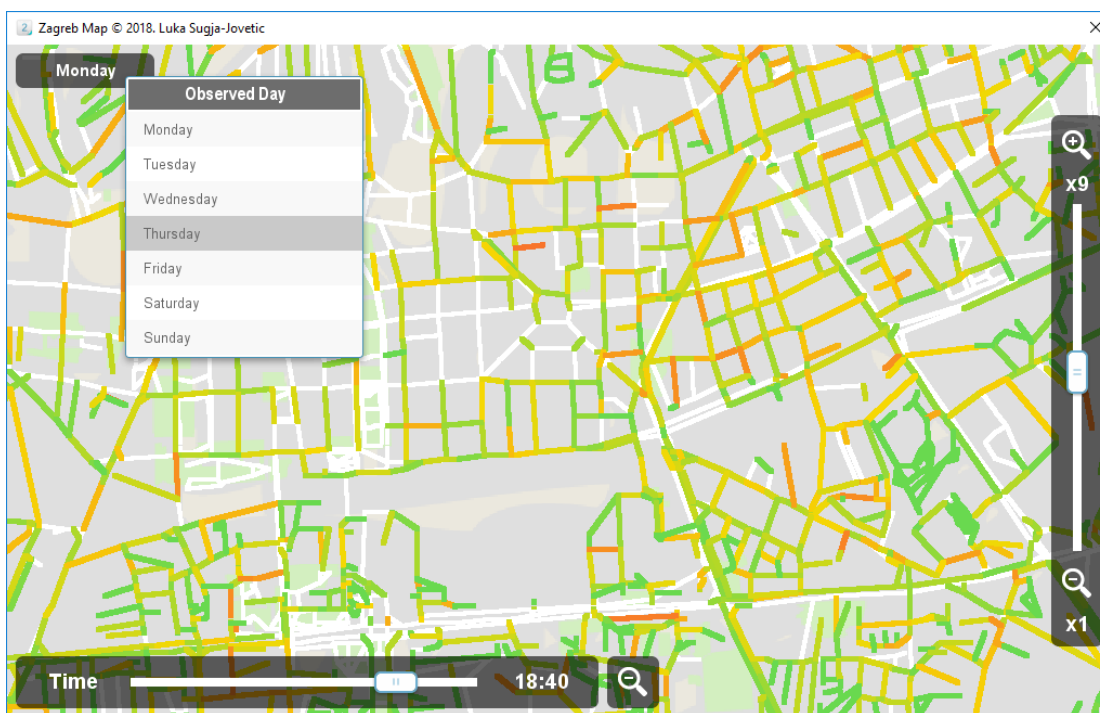 Zagreb Map © 2018. Luka Sugja-Jovetic
Monday
Observed Day
Monday
Tuesday
Wednesday
Thursday
Friday
Saturday
Sunday
x9
x1
Time 18:40